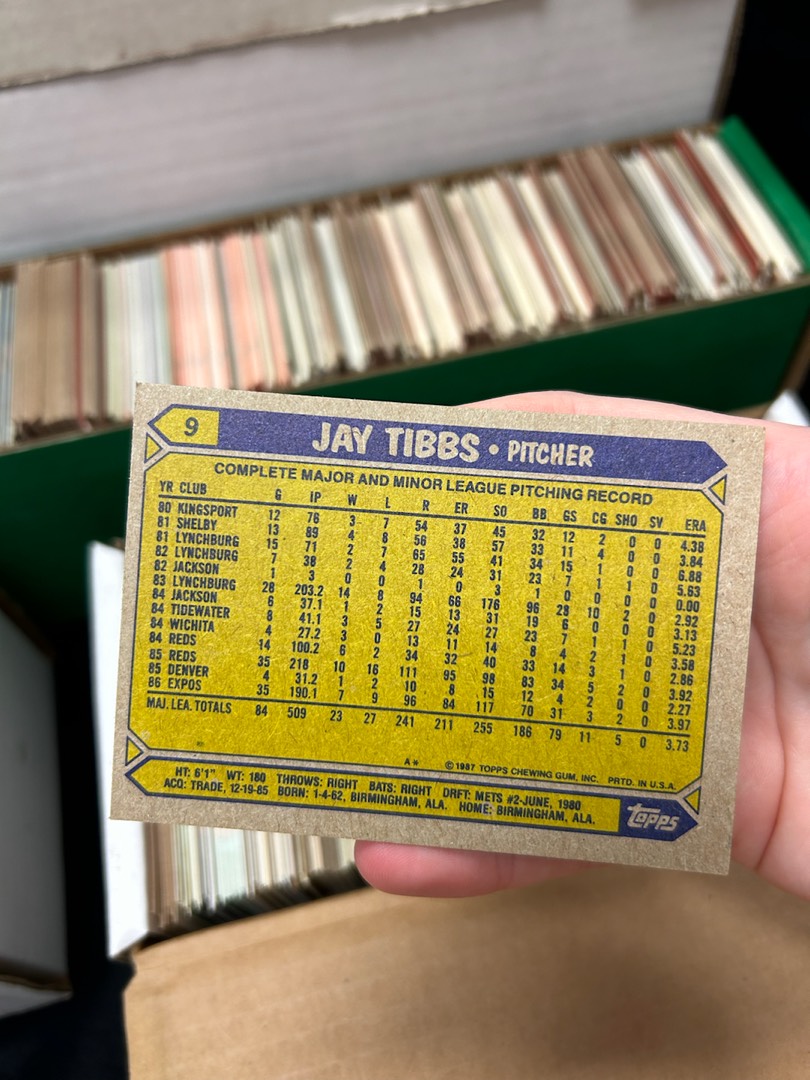 9
JAY TIBBS • PITCHER
COMPLETE MAJOR AND MINOR LEAGUE PITCHING RECORD
YR CLUB G IP W L R ER SO BB GS CG SHO SV ERA
80 KINGSPORT 12 76 3 7 54 37 45 32 12 2 0 0 4.38
81 SHELBY 13 89 4 8 56 38 57 33 11 4 0 0 3.84
81 LYNCHBURG 15 71 2 7 65 55 41 34 15 1 0 0 6.88
82 LYNCHBURG 7 38 2 4 28 24 31 23 7 1 1 0 5.63
82 JACKSON 1 3 0 0 1 0 3 1 0 0 0 0 0.00
83 LYNCHBURG 28 203.2 14 8 94 66 176 96 28 10 2 0 2.92
84 JACKSON 6 37.1 1 2 15 13 31 19 6 0 0 0 3.13
84 TIDEWATER 8 41.1 3 5 27 24 27 23 7 1 1 0 5.23
84 WICHITA 4 27.2 3 0 13 11 14 8 4 2 1 0 3.58
84 REDS 14 100.2 6 2 34 32 40 33 14 3 1 0 2.86
85 REDS 35 218 10 16 111 95 98 83 34 5 2 0 3.92
85 DENVER 4 31.2 1 2 10 8 15 12 4 2 0 0 2.27
86 EXPOS 35 190.1 7 9 96 84 117 70 31 3 2 0 3.97
MAJ. LEA. TOTALS 84 509 23 27 241 211 255 186 79 11 5 0 3.73
A* ©1987 TOPPS CHEWING GUM, INC. PRTD. IN U.S.A.
HT: 6'1" WT: 180 THROWS: RIGHT BATS: RIGHT DRFT: METS #2-JUNE, 1980
ACQ: TRADE, 12-19-85 BORN: 1-4-62, BIRMINGHAM, ALA. HOME: BIRMINGHAM, ALA.
topps